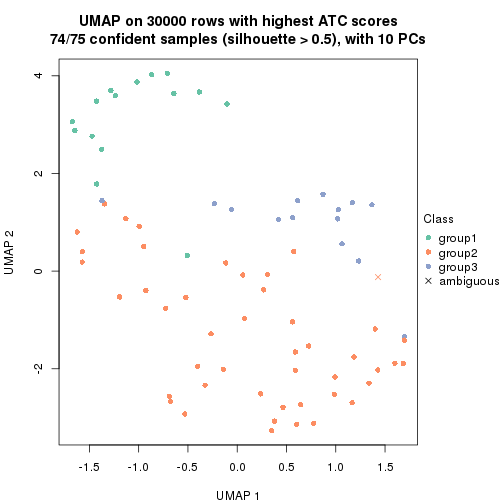 UMAP on 30000 rows with highest ATC scores
74/75 confident samples (silhouette > 0.5), with 10 PCs
4
2
0
-2
UMAP 2
-1.5
-1.0
-0.5
0.0
0.5
1.0
1.5
UMAP 1
Class
group1
group2
group3
ambiguous